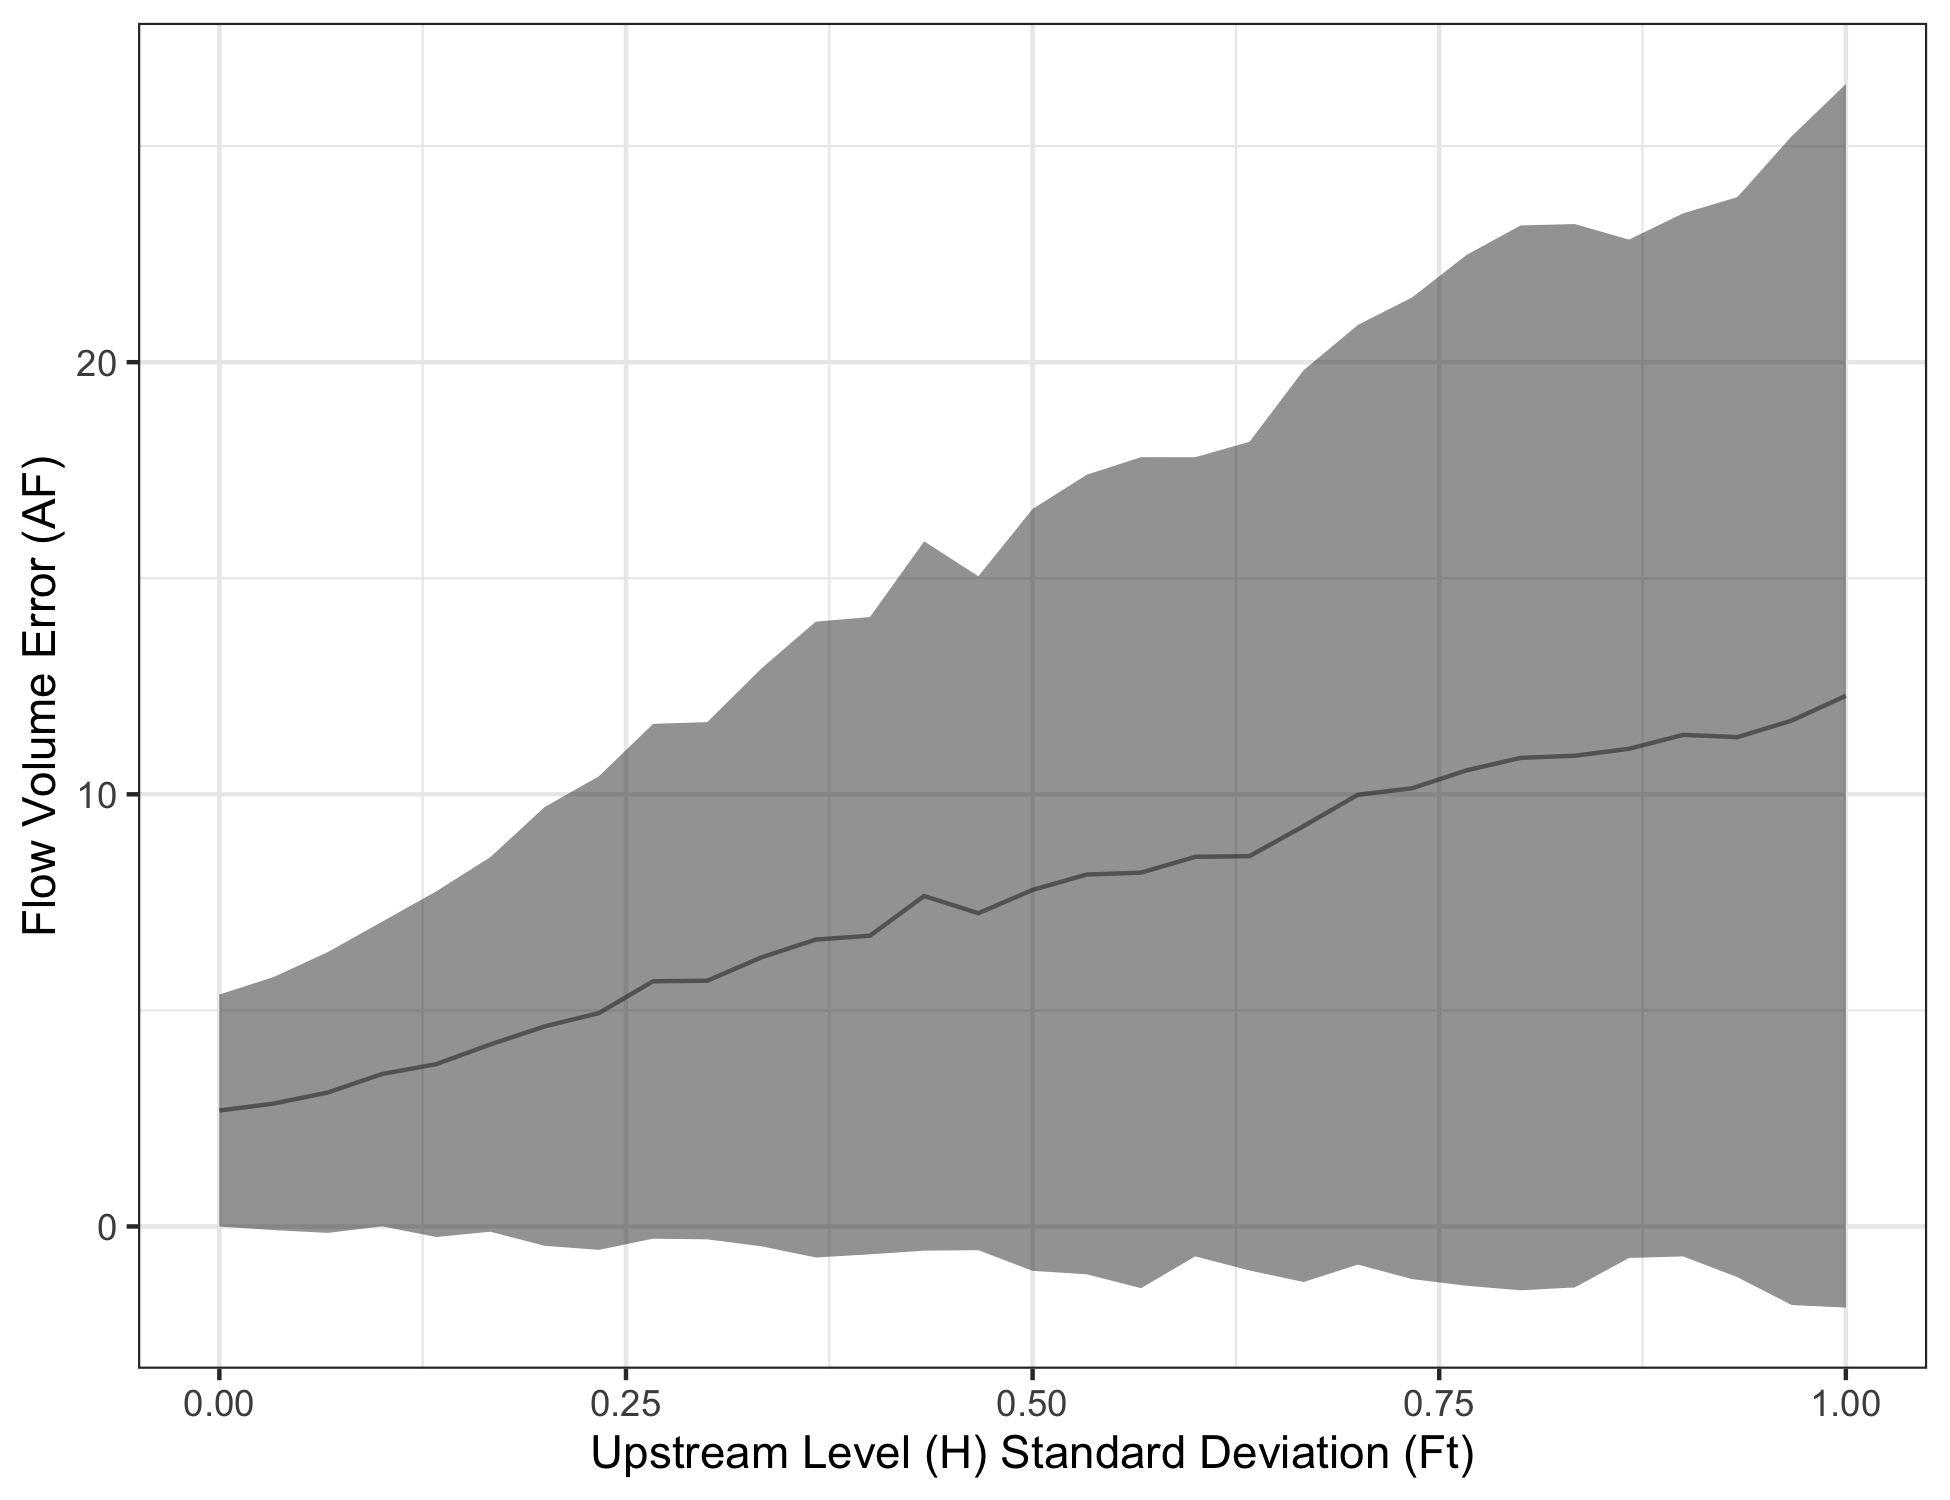 Flow Volume Error (AF)
20
10
0
0.00 0.25 0.50 0.75 1.00
Upstream Level (H) Standard Deviation (Ft)